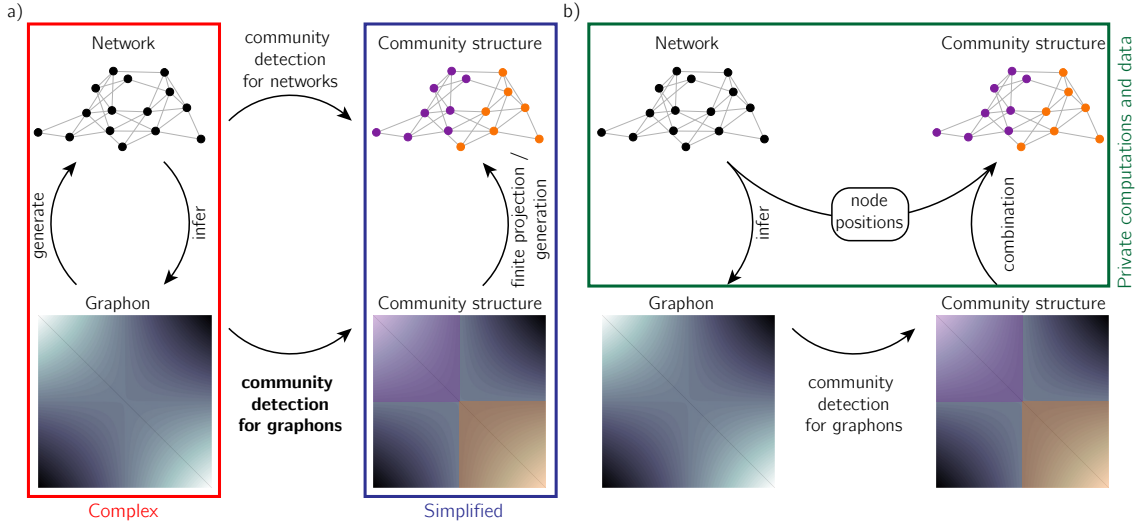 a)
Network
community
detection
for networks
Community structure
generate
infer
finite projection /
generation
Graphon
Community structure
community
detection
for graphons
Complex
Simplified
b)
Network
Community structure
Private computations and data
node
positions
infer
combination
Graphon
Community structure
community
detection
for graphons